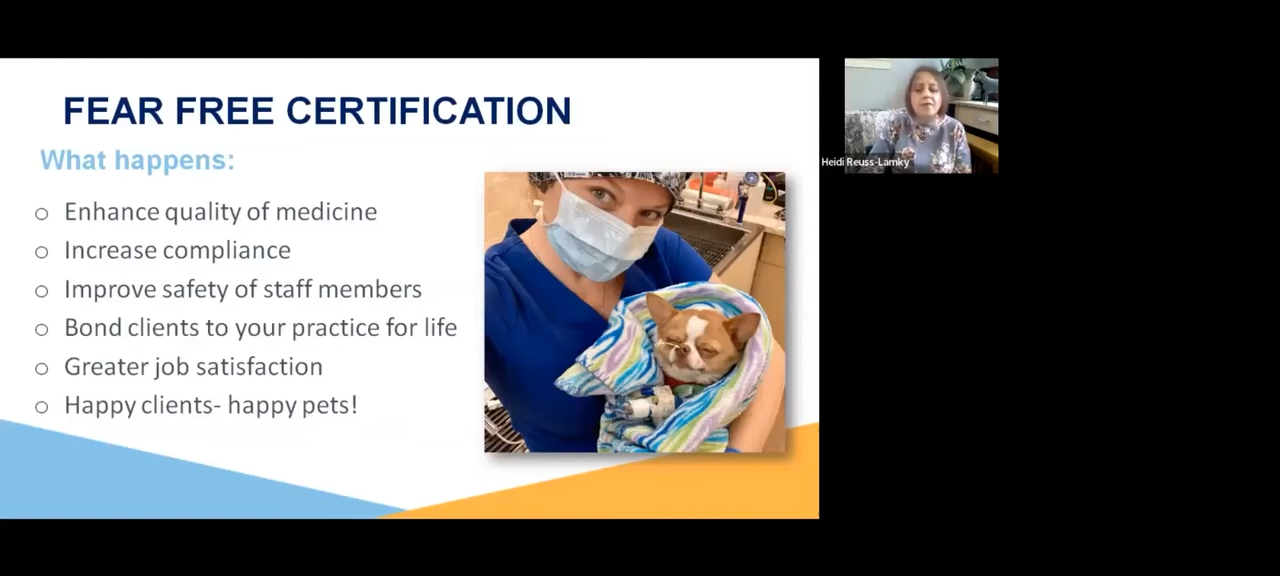 FEAR FREE CERTIFICATION
What happens:
o Enhance quality of medicine
o Increase compliance
o Improve safety of staff members
o Bond clients to your practice for life
o Greater job satisfaction
o Happy clients- happy pets!
Heidi Reuss-Lamky